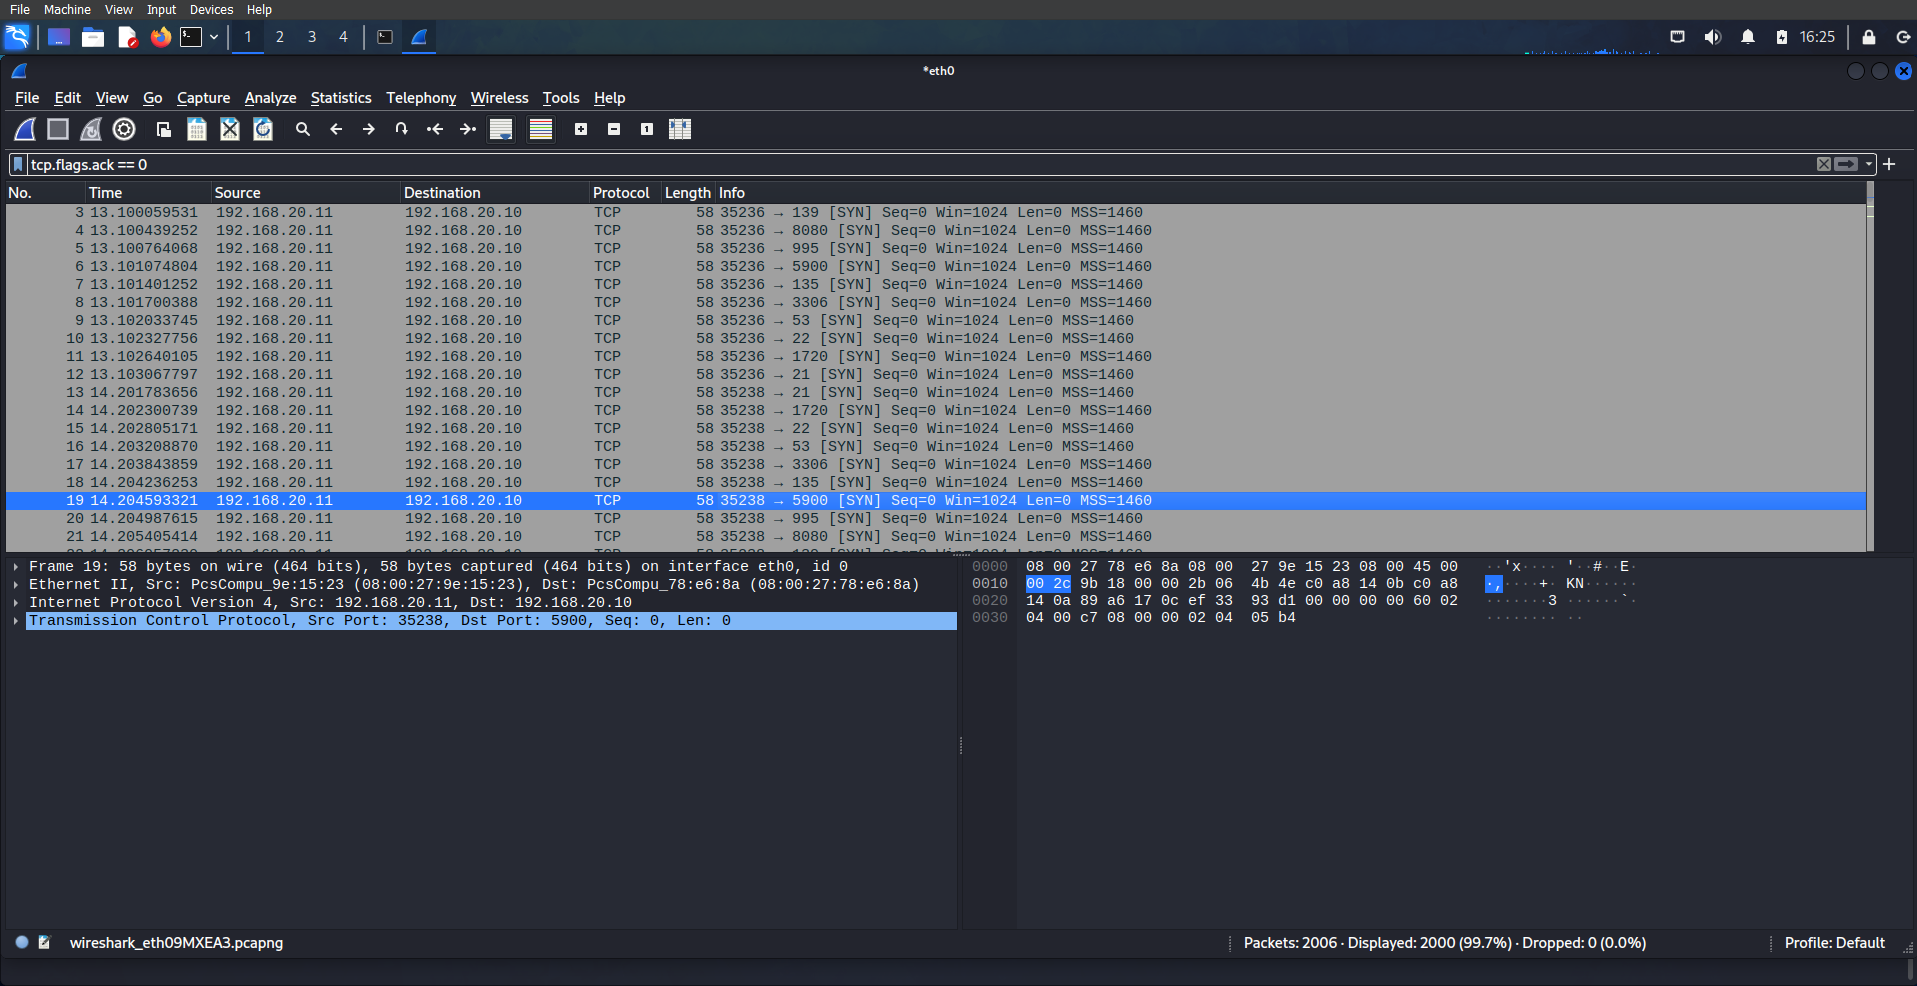 File Machine View Input Devices Help
1 2 3 4 16:25
*eth0
File Edit View Go Capture Analyze Statistics Telephony Wireless Tools Help
tcp.flags.ack == 0
No. Time Source Destination Protocol Length Info
3 13.100059531 192.168.20.11 192.168.20.10 TCP 58 35236 → 139 [SYN] Seq=0 Win=1024 Len=0 MSS=1460
4 13.100439252 192.168.20.11 192.168.20.10 TCP 58 35236 → 8080 [SYN] Seq=0 Win=1024 Len=0 MSS=1460
5 13.100764068 192.168.20.11 192.168.20.10 TCP 58 35236 → 995 [SYN] Seq=0 Win=1024 Len=0 MSS=1460
6 13.101074804 192.168.20.11 192.168.20.10 TCP 58 35236 → 5900 [SYN] Seq=0 Win=1024 Len=0 MSS=1460
7 13.101401252 192.168.20.11 192.168.20.10 TCP 58 35236 → 135 [SYN] Seq=0 Win=1024 Len=0 MSS=1460
8 13.101700388 192.168.20.11 192.168.20.10 TCP 58 35236 → 3306 [SYN] Seq=0 Win=1024 Len=0 MSS=1460
9 13.102033745 192.168.20.11 192.168.20.10 TCP 58 35236 → 53 [SYN] Seq=0 Win=1024 Len=0 MSS=1460
10 13.102327756 192.168.20.11 192.168.20.10 TCP 58 35236 → 22 [SYN] Seq=0 Win=1024 Len=0 MSS=1460
11 13.102640105 192.168.20.11 192.168.20.10 TCP 58 35236 → 1720 [SYN] Seq=0 Win=1024 Len=0 MSS=1460
12 13.103067797 192.168.20.11 192.168.20.10 TCP 58 35236 → 21 [SYN] Seq=0 Win=1024 Len=0 MSS=1460
13 14.201783656 192.168.20.11 192.168.20.10 TCP 58 35238 → 21 [SYN] Seq=0 Win=1024 Len=0 MSS=1460
14 14.202300739 192.168.20.11 192.168.20.10 TCP 58 35238 → 1720 [SYN] Seq=0 Win=1024 Len=0 MSS=1460
15 14.202805171 192.168.20.11 192.168.20.10 TCP 58 35238 → 22 [SYN] Seq=0 Win=1024 Len=0 MSS=1460
16 14.203208870 192.168.20.11 192.168.20.10 TCP 58 35238 → 53 [SYN] Seq=0 Win=1024 Len=0 MSS=1460
17 14.203843859 192.168.20.11 192.168.20.10 TCP 58 35238 → 3306 [SYN] Seq=0 Win=1024 Len=0 MSS=1460
18 14.204236253 192.168.20.11 192.168.20.10 TCP 58 35238 → 135 [SYN] Seq=0 Win=1024 Len=0 MSS=1460
19 14.204593321 192.168.20.11 192.168.20.10 TCP 58 35238 → 5900 [SYN] Seq=0 Win=1024 Len=0 MSS=1460
20 14.204987615 192.168.20.11 192.168.20.10 TCP 58 35238 → 995 [SYN] Seq=0 Win=1024 Len=0 MSS=1460
21 14.205405414 192.168.20.11 192.168.20.10 TCP 58 35238 → 8080 [SYN] Seq=0 Win=1024 Len=0 MSS=1460
Frame 19: 58 bytes on wire (464 bits), 58 bytes captured (464 bits) on interface eth0, id 0
Ethernet II, Src: PcsCompu_9e:15:23 (08:00:27:9e:15:23), Dst: PcsCompu_78:e6:8a (08:00:27:78:e6:8a)
Internet Protocol Version 4, Src: 192.168.20.11, Dst: 192.168.20.10
Transmission Control Protocol, Src Port: 35238, Dst Port: 5900, Seq: 0, Len: 0
0000 08 00 27 78 e6 8a 08 00 27 9e 15 23 08 00 45 00 ··'x···· '··#··E·
0010 00 2c 9b 18 00 00 2b 06 4b 4e c0 a8 14 0b c0 a8 ·,····+· KN······
0020 14 0a 89 a6 17 0c ef 33 93 d1 00 00 00 00 60 02 ·······3 ······`·
0030 04 00 c7 08 00 00 02 04 05 b4 ········ ··
wireshark_eth09MXEA3.pcapng Packets: 2006 · Displayed: 2000 (99.7%) · Dropped: 0 (0.0%) Profile: Default